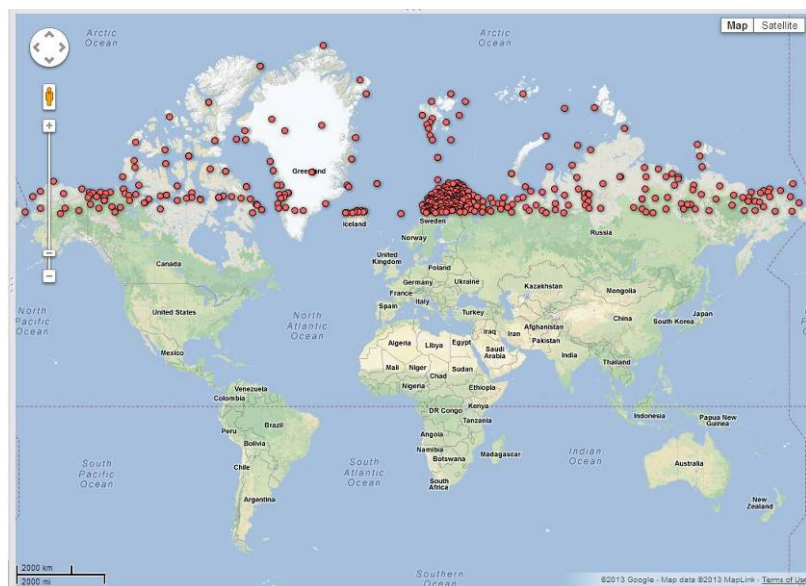 Arctic
Ocean
Arctic
Ocean
Map
Satellite
Greenland
Iceland
Sweden
Norway
Russia
United
Kingdom
Canada
Poland
Germany
Ukraine
Kazakhstan
Mongolia
France
Italy
Spain
Turkey
North
Pacific
Ocean
United States
North
Atlantic
Ocean
Iraq
Iran
Afghanistan
Pakistan
China
South Korea
Japan
Algeria
Libya
Egypt
Saudi
Arabia
Mexico
India
Mali
Niger
Chad
Sudan
Thailand
Nigeria
Ethiopia
Venezuela
Colombia
Kenya
DR Congo
Tanzania
Indonesia
Papua New
Guinea
Peru
Brazil
Angola
Bolivia
Namibia
Botswana
Madagascar
Indian
Ocean
South
Pacific
Ocean
Chile
South
Atlantic
Ocean
Australia
South
Africa
Argentina
New
Zealand
2000 km
2000 mi
Southern
Ocean
©2013 Google - Map data ©2013 MapLink - Terms of Us